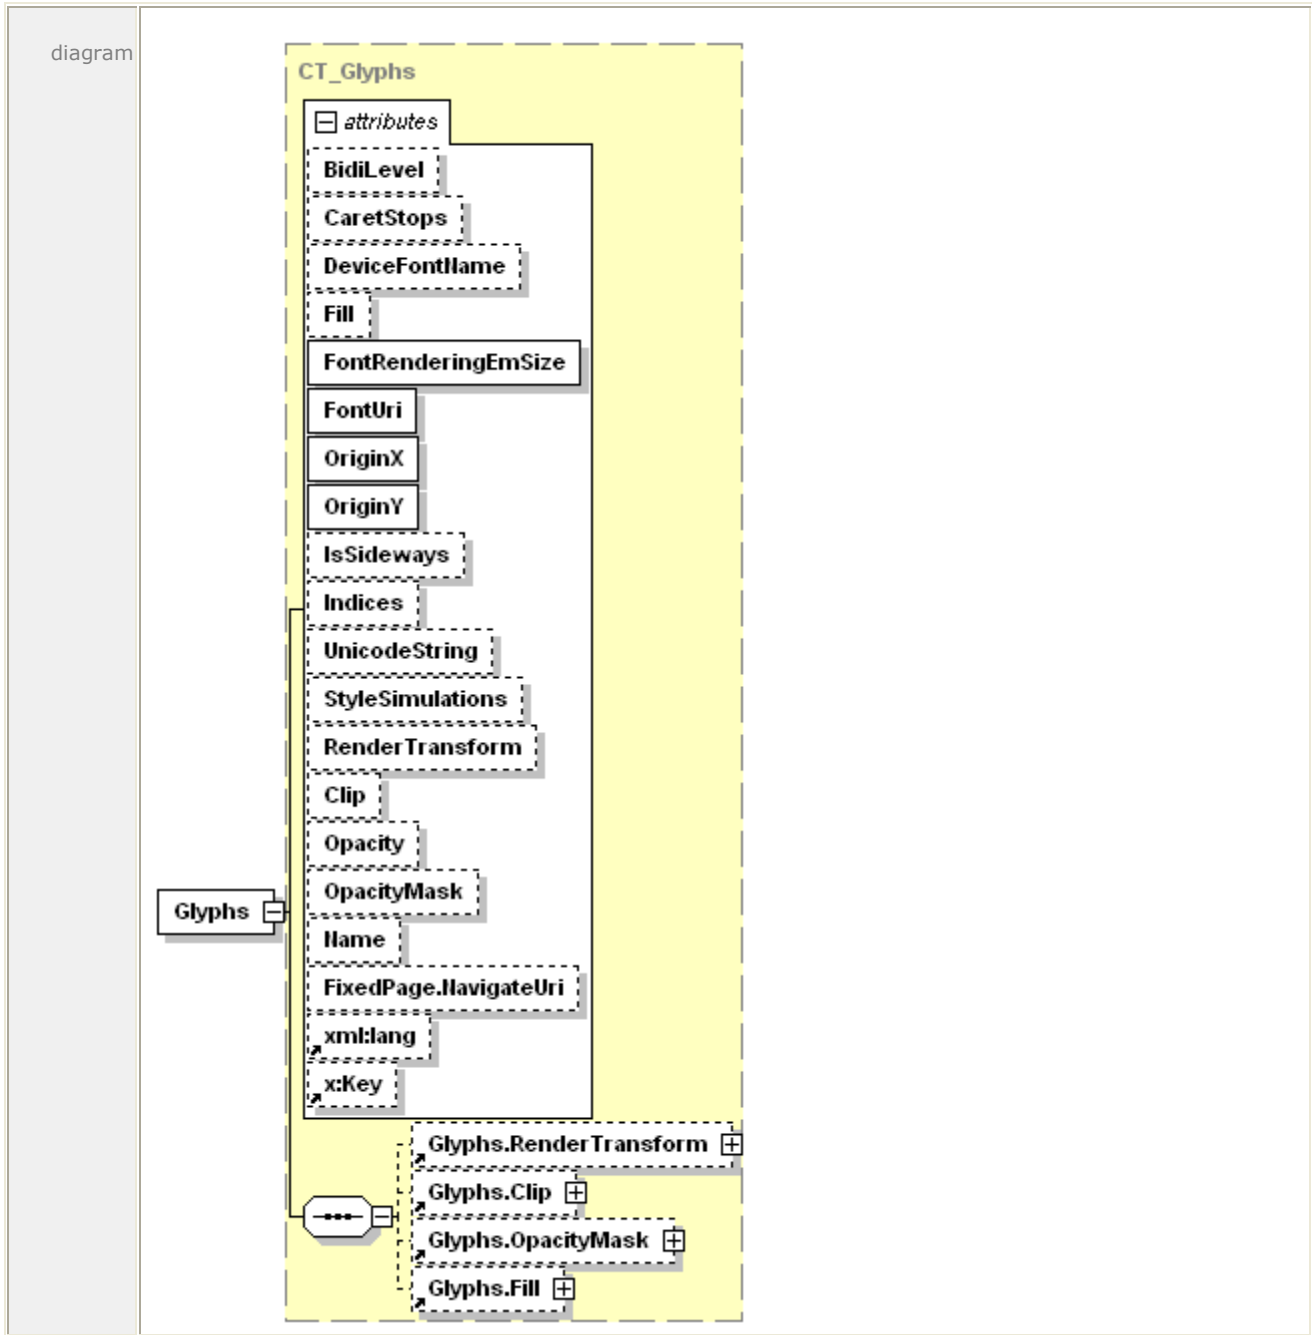 diagram
CT_Glyphs
attributes
BidiLevel
CaretStops
DeviceFontName
Fill
FontRenderingEmSize
FontUri
OriginX
OriginY
IsSideways
Indices
UnicodeString
StyleSimulations
RenderTransform
Clip
Opacity
OpacityMask
Name
FixedPage.NavigateUri
xml:lang
x:Key
Glyphs
Glyphs.RenderTransform
Glyphs.Clip
Glyphs.OpacityMask
Glyphs.Fill